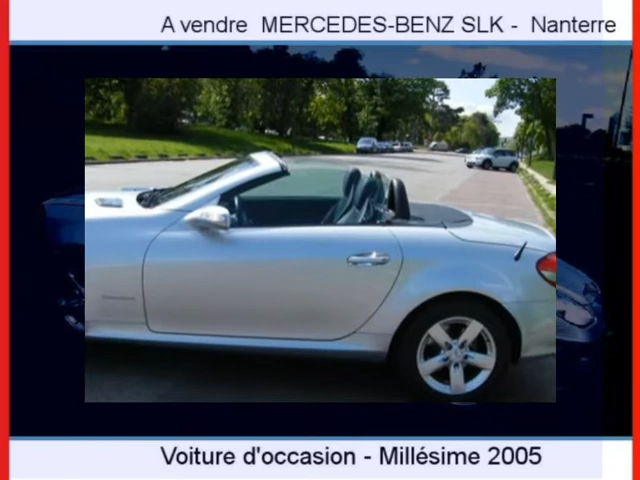 A vendre MERCEDES-BENZ SLK - Nanterre
Voiture d'occasion - Millésime 2005